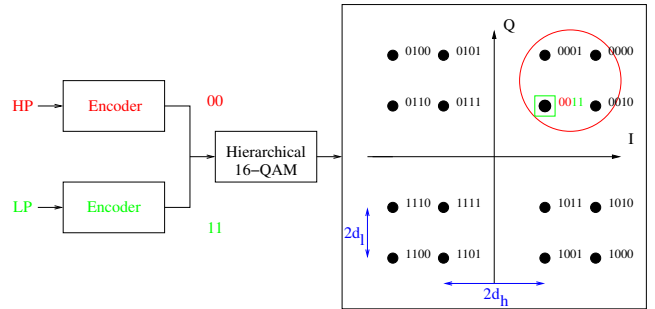 Q
0100 0101 0001 0000
HP Encoder 00
0110 0111 0011 0010
I
Hierarchical
16-QAM
LP Encoder
11
1110 1111 1011 1010
2d_l
1100 1101 1001 1000
2d_h